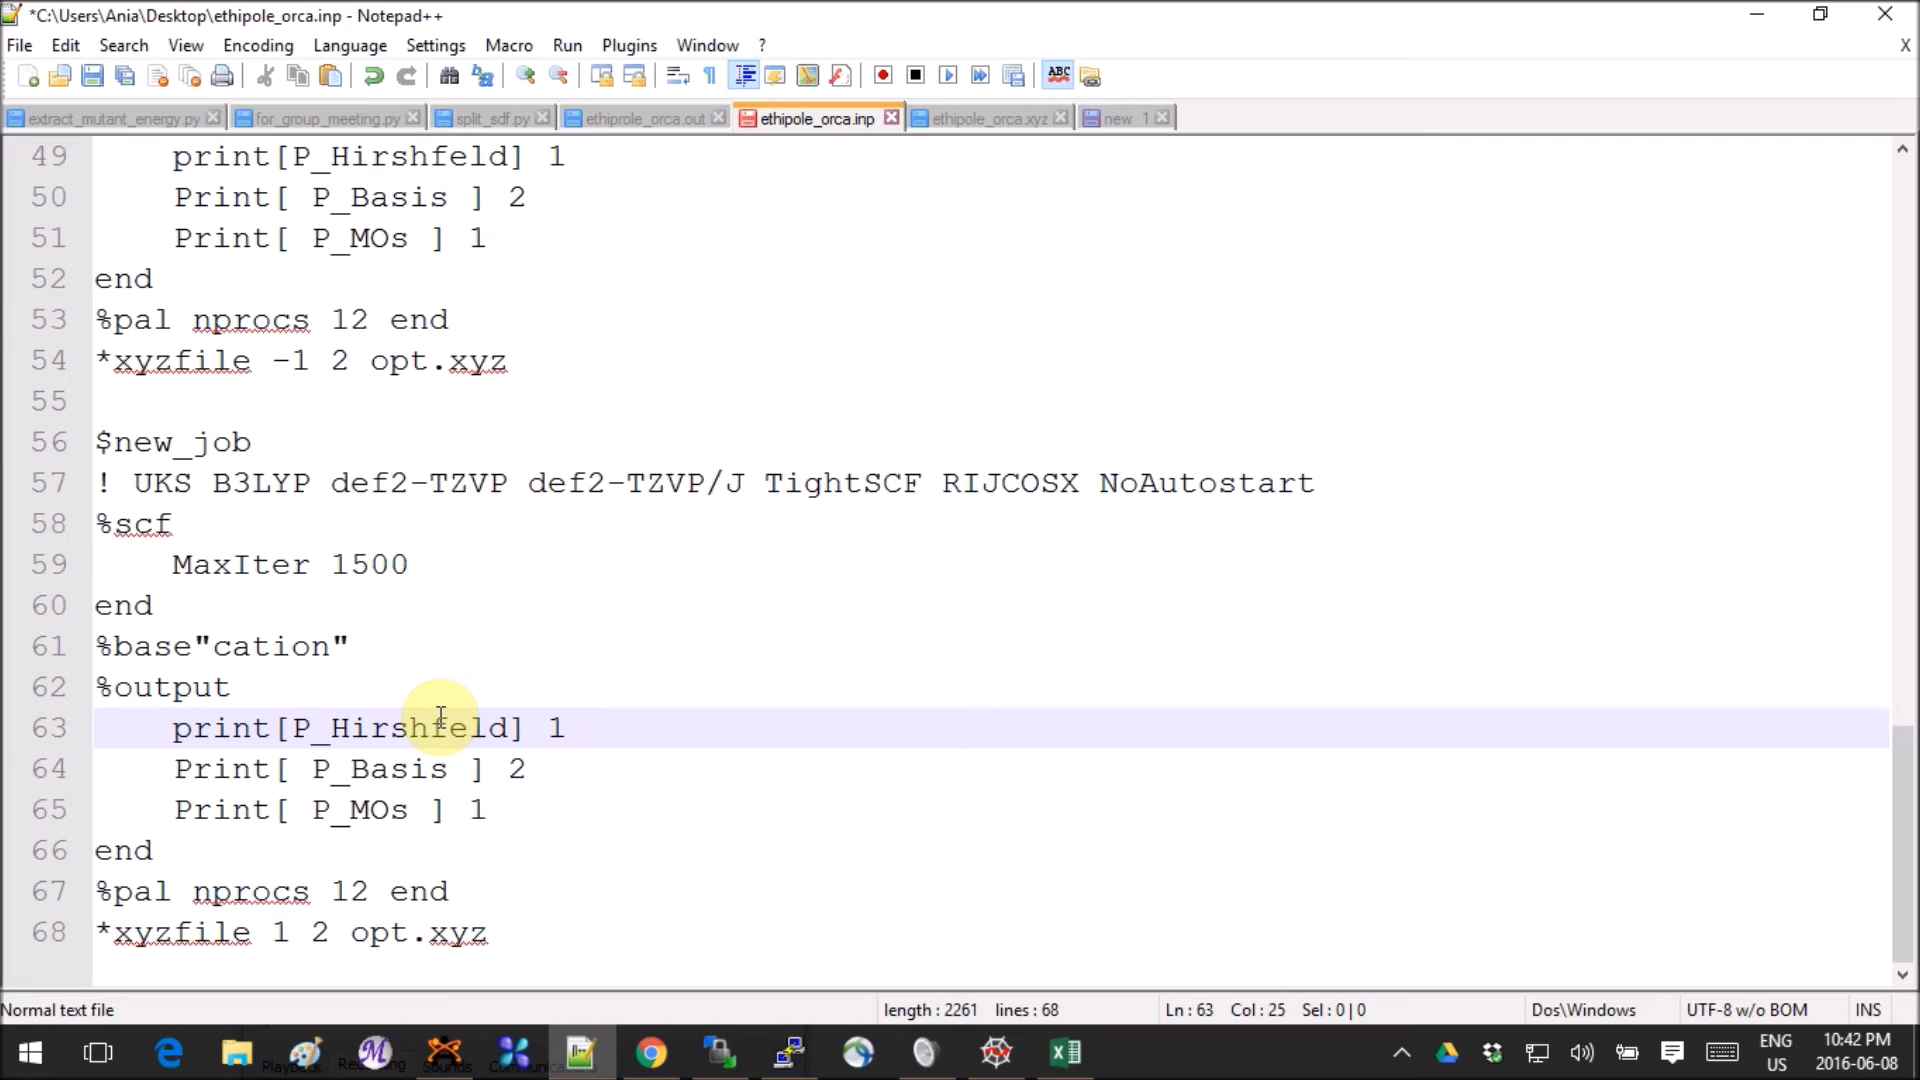 *C:\Users\Ania\Desktop\ethipole_orca.inp - Notepad++
File Edit Search View Encoding Language Settings Macro Run Plugins Window ? X
ABC
extract_mutant_energy.py for_group_meeting.py split_sdf.py ethiprole_orca.out ethipole_orca.inp ethipole_orca.xyz new 1
49 print[P_Hirshfeld] 1
50 Print[ P_Basis ] 2
51 Print[ P_MOs ] 1
52 end
53 %pal nprocs 12 end
54 *xyzfile -1 2 opt.xyz
55
56 $new_job
57 ! UKS B3LYP def2-TZVP def2-TZVP/J TightSCF RIJCOSX NoAutostart
58 %scf
59 MaxIter 1500
60 end
61 %base"cation"
62 %output
63 print[P_Hirshfeld] 1
64 Print[ P_Basis ] 2
65 Print[ P_MOs ] 1
66 end
67 %pal nprocs 12 end
68 *xyzfile 1 2 opt.xyz
Normal text file length : 2261 lines : 68 Ln : 63 Col : 25 Sel : 0 | 0 Dos\Windows UTF-8 w/o BOM INS
Playback Recording Sounds
ENG
US
10:42 PM
2016-06-08